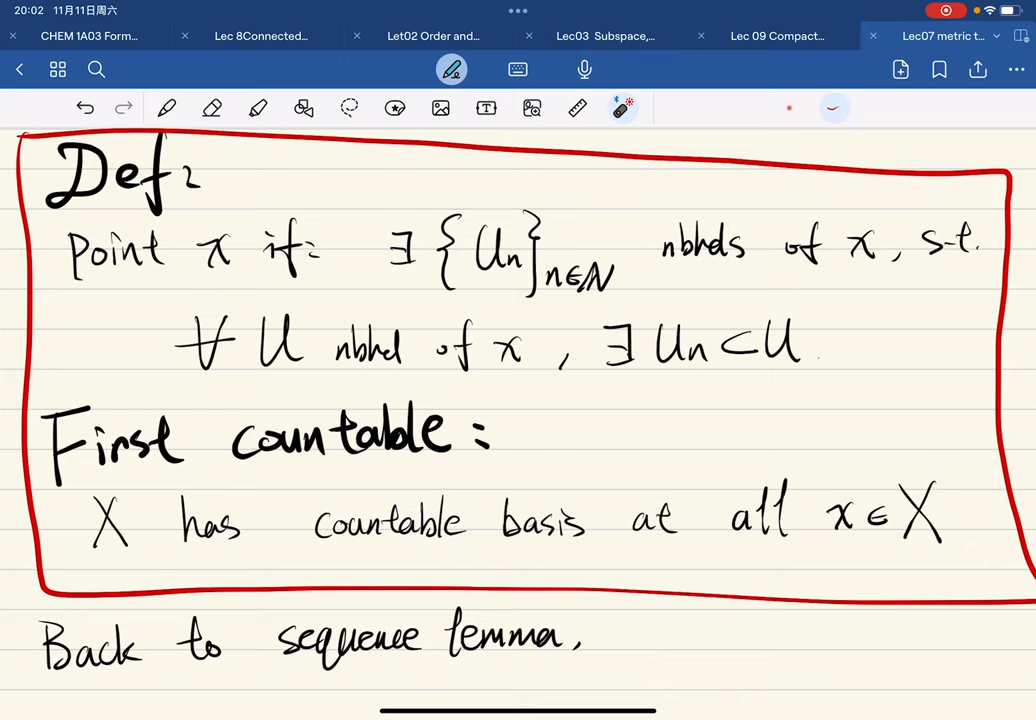 20:02 11月11日周六
CHEM 1A03 Form... Lec 8Connected... Let02 Order and... Lec03 Subspace,... Lec 09 Compact... Lec07 metric t...
Def:
Point x if: ∃ {Un}n∈N nbhds of x, s.t.
∀ U nbhd of x, ∃ Un ⊂ U
First countable:
X has countable basis at all x ∈ X
Back to sequence lemma,